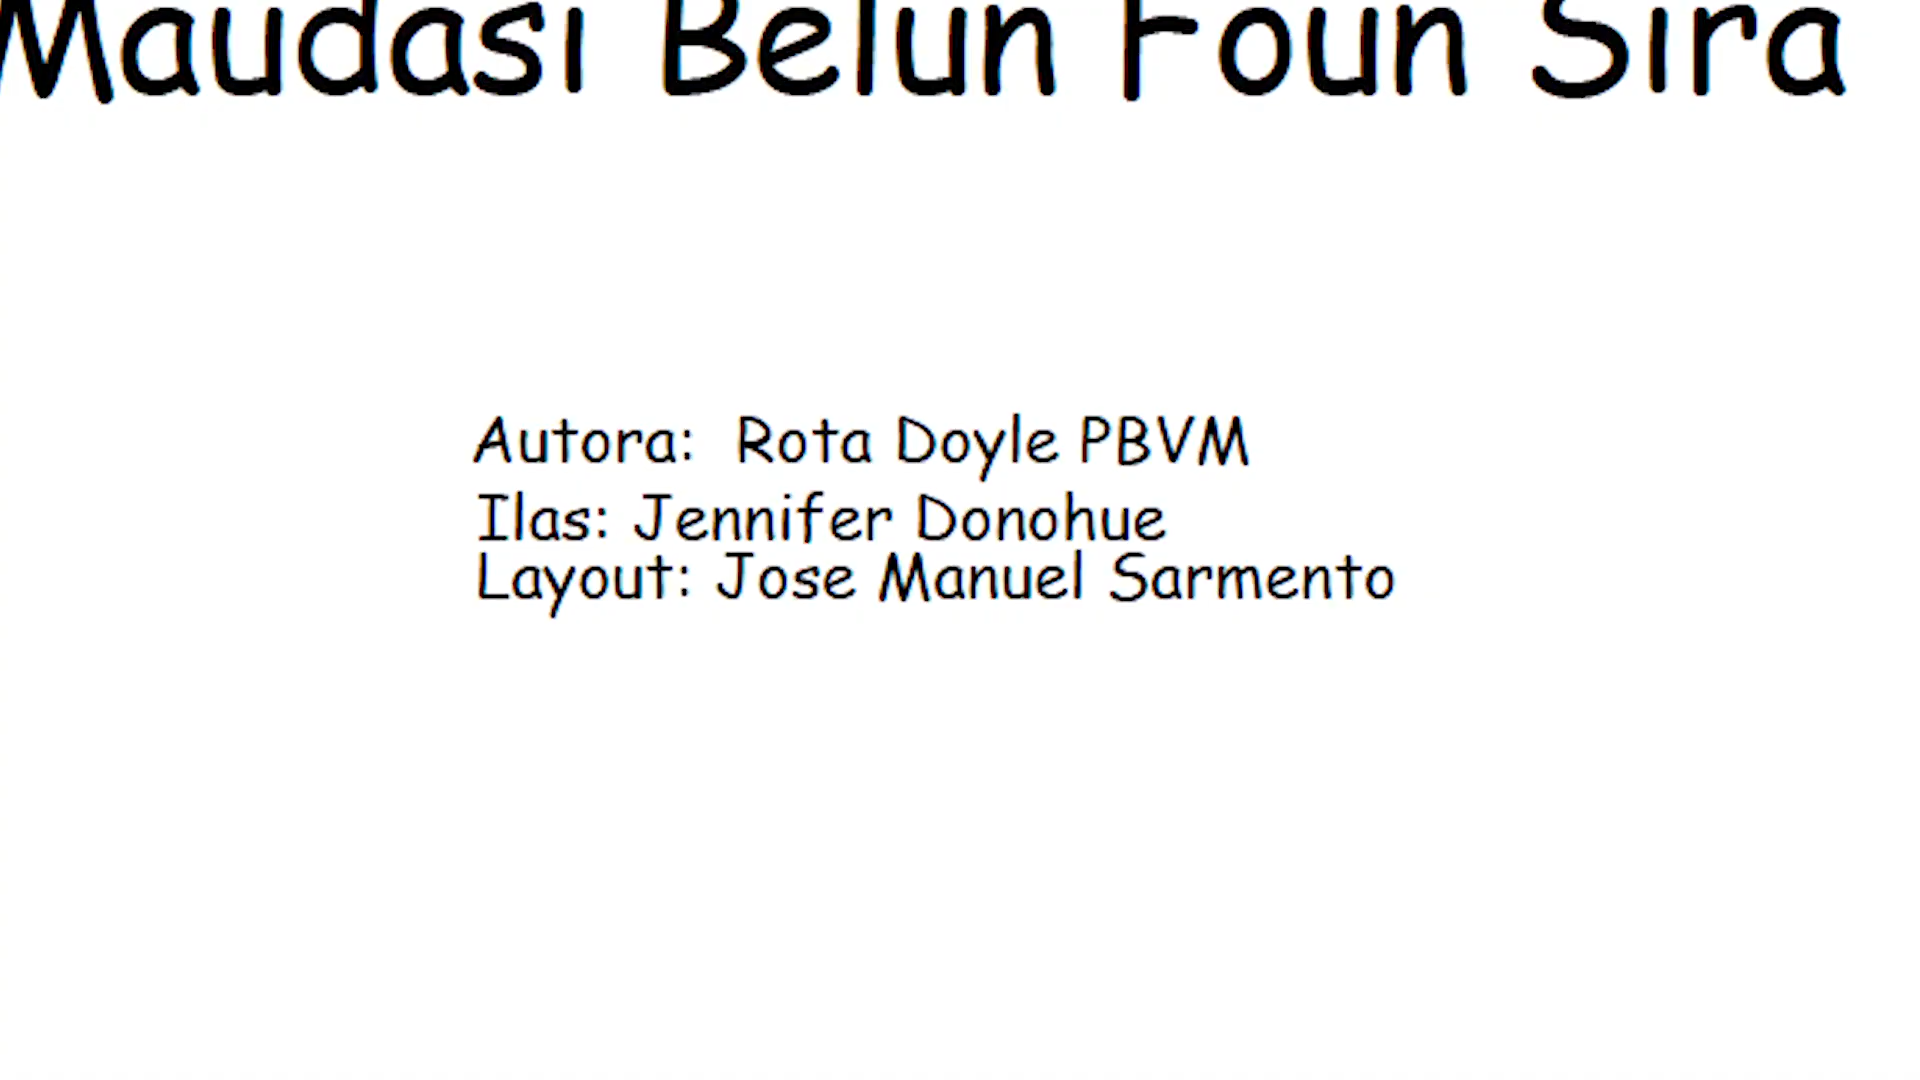 Maudasi Belun Foun Sira
Autora: Rota Doyle PBVM
Ilas: Jennifer Donohue
Layout: Jose Manuel Sarmento